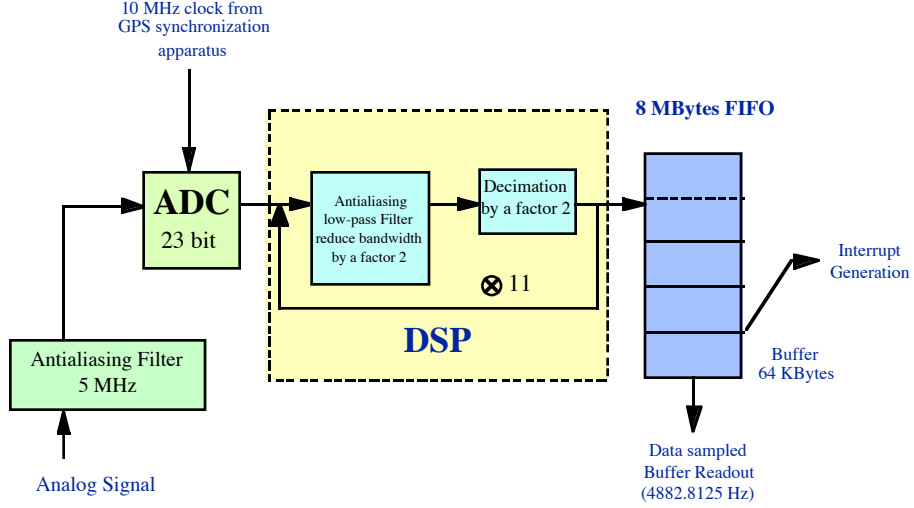 10 MHz clock from
GPS synchronization
apparatus
8 MBytes FIFO
ADC
23 bit
Antialiasing
low-pass Filter
reduce bandwidth
by a factor 2
Decimation
by a factor 2
⊗ 11
DSP
Interrupt
Generation
Antialiasing Filter
5 MHz
Buffer
64 KBytes
Analog Signal
Data sampled
Buffer Readout
(4882.8125 Hz)